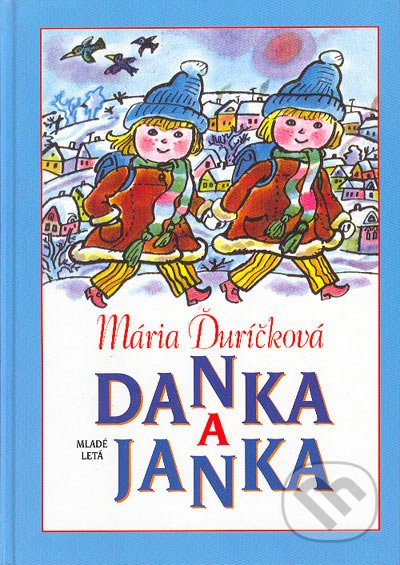 Mária Ďuríčková
DANKA
A
JANKA
MLADÉ
LETÁ
m